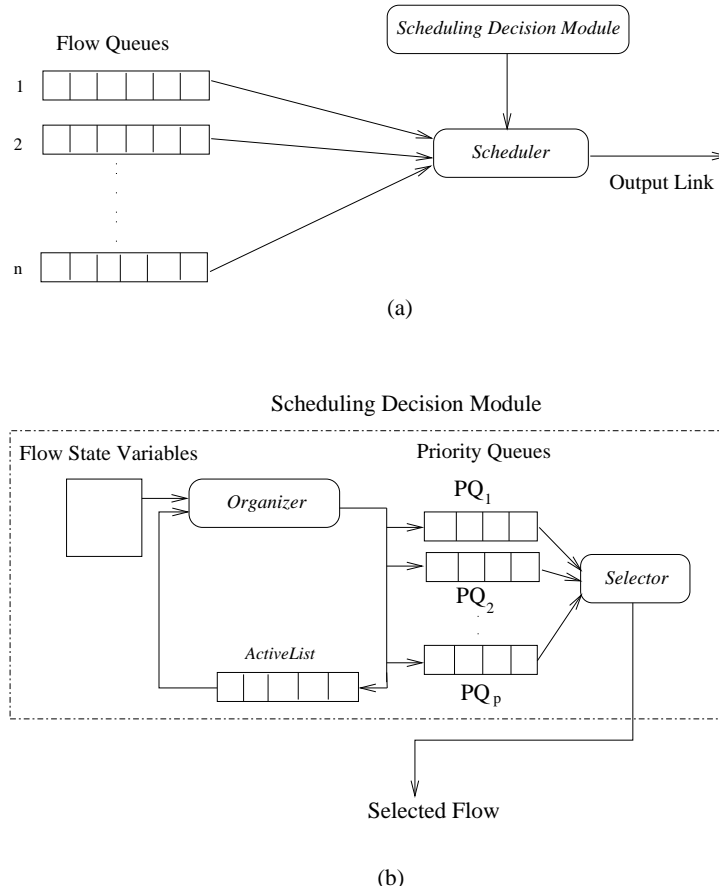 Scheduling Decision Module
Flow Queues
1
2
Scheduler
Output Link
n
(a)
Scheduling Decision Module
Flow State Variables
Priority Queues
Organizer
PQ1
Selector
PQ2
ActiveList
PQp
Selected Flow
(b)